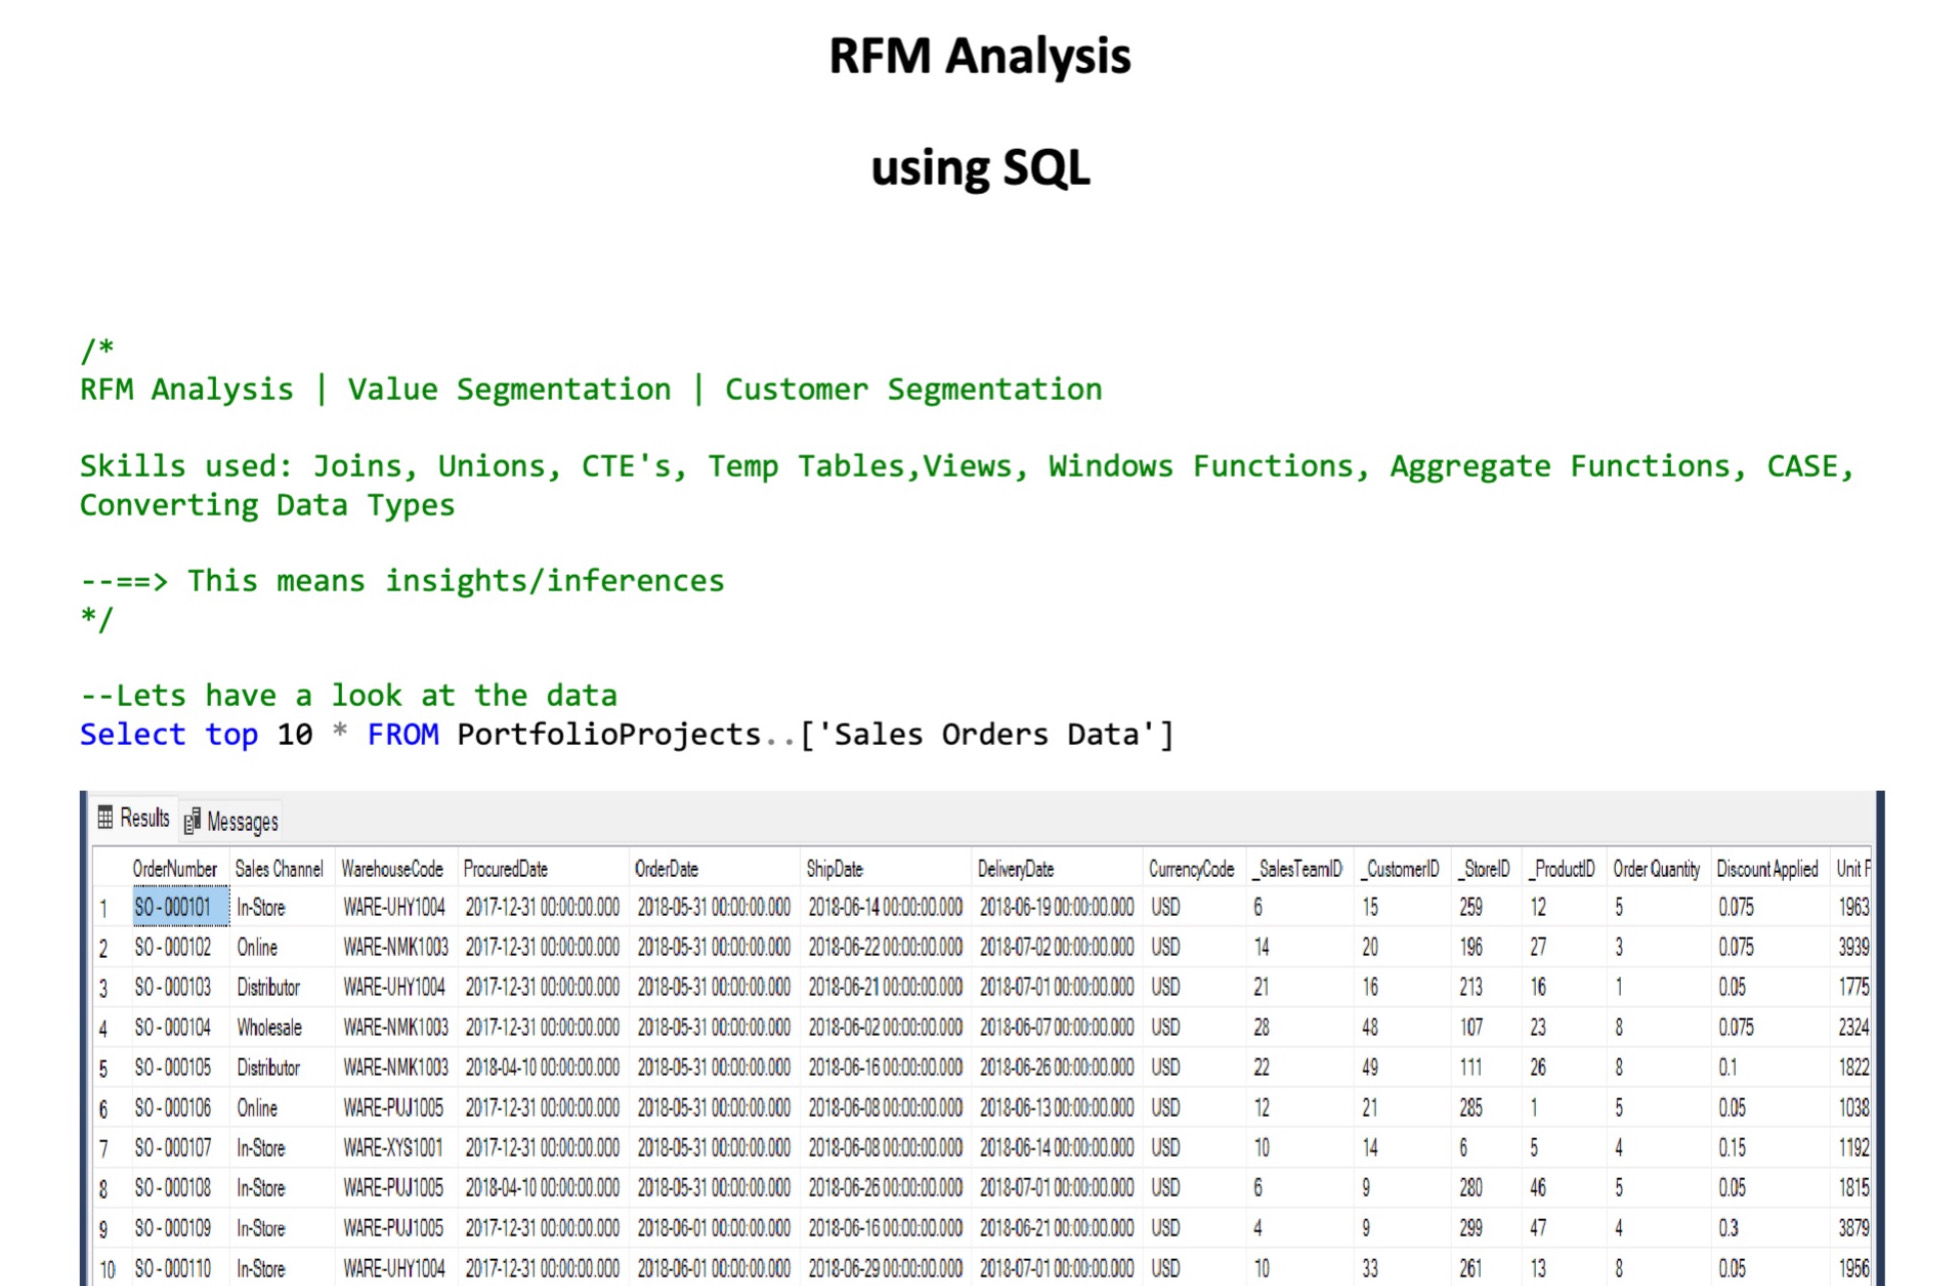 RFM Analysis
using SQL
/*
RFM Analysis | Value Segmentation | Customer Segmentation
Skills used: Joins, Unions, CTE's, Temp Tables,Views, Windows Functions, Aggregate Functions, CASE,
Converting Data Types
--==> This means insights/inferences
*/
--Lets have a look at the data
Select top 10 * FROM PortfolioProjects..['Sales Orders Data']
Results Messages
OrderNumber Sales Channel WarehouseCode ProcuredDate OrderDate ShipDate DeliveryDate CurrencyCode _SalesTeamID _CustomerID _StoreID _ProductID Order Quantity Discount Applied Unit P
1 SO - 000101 In-Store WARE-UHY1004 2017-12-31 00:00:00.000 2018-05-31 00:00:00.000 2018-06-14 00:00:00.000 2018-06-19 00:00:00.000 USD 6 15 259 12 5 0.075 1963
2 SO - 000102 Online WARE-NMK1003 2017-12-31 00:00:00.000 2018-05-31 00:00:00.000 2018-06-22 00:00:00.000 2018-07-02 00:00:00.000 USD 14 20 196 27 3 0.075 3939
3 SO - 000103 Distributor WARE-UHY1004 2017-12-31 00:00:00.000 2018-05-31 00:00:00.000 2018-06-21 00:00:00.000 2018-07-01 00:00:00.000 USD 21 16 213 16 1 0.05 1775
4 SO - 000104 Wholesale WARE-NMK1003 2017-12-31 00:00:00.000 2018-05-31 00:00:00.000 2018-06-02 00:00:00.000 2018-06-07 00:00:00.000 USD 28 48 107 23 8 0.075 2324
5 SO - 000105 Distributor WARE-NMK1003 2018-04-10 00:00:00.000 2018-05-31 00:00:00.000 2018-06-16 00:00:00.000 2018-06-26 00:00:00.000 USD 22 49 111 26 8 0.1 1822
6 SO - 000106 Online WARE-PUJ1005 2017-12-31 00:00:00.000 2018-05-31 00:00:00.000 2018-06-08 00:00:00.000 2018-06-13 00:00:00.000 USD 12 21 285 1 5 0.05 1038
7 SO - 000107 In-Store WARE-XYS1001 2017-12-31 00:00:00.000 2018-05-31 00:00:00.000 2018-06-08 00:00:00.000 2018-06-14 00:00:00.000 USD 10 14 6 5 4 0.15 1192
8 SO - 000108 In-Store WARE-PUJ1005 2018-04-10 00:00:00.000 2018-05-31 00:00:00.000 2018-06-26 00:00:00.000 2018-07-01 00:00:00.000 USD 6 9 280 46 5 0.05 1815
9 SO - 000109 In-Store WARE-PUJ1005 2017-12-31 00:00:00.000 2018-06-01 00:00:00.000 2018-06-16 00:00:00.000 2018-06-21 00:00:00.000 USD 4 9 299 47 4 0.3 3879
10 SO - 000110 In-Store WARE-UHY1004 2017-12-31 00:00:00.000 2018-06-01 00:00:00.000 2018-06-29 00:00:00.000 2018-07-01 00:00:00.000 USD 10 33 261 13 8 0.05 1956